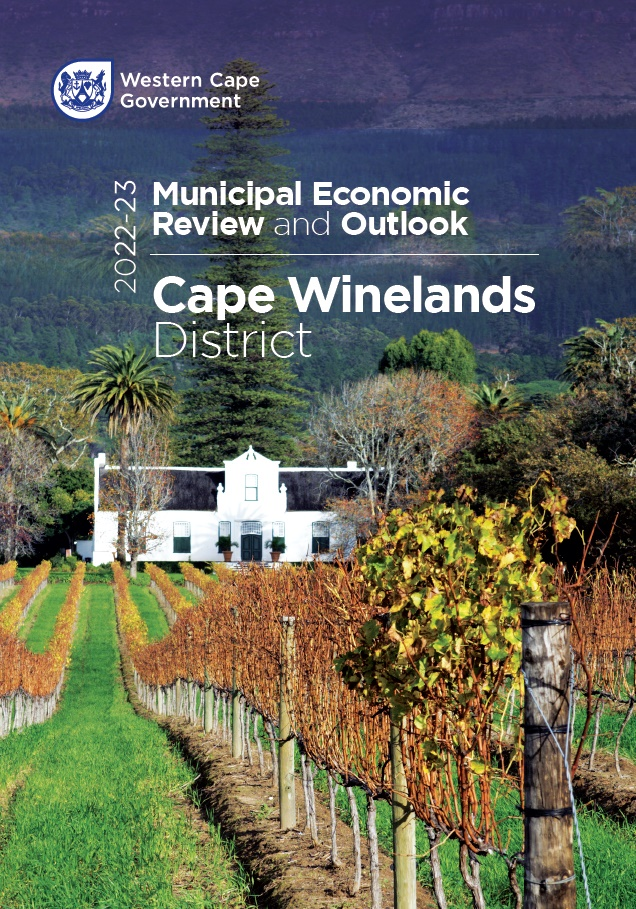 Western Cape
Government
2022-23
Municipal Economic
Review and Outlook
Cape Winelands
District